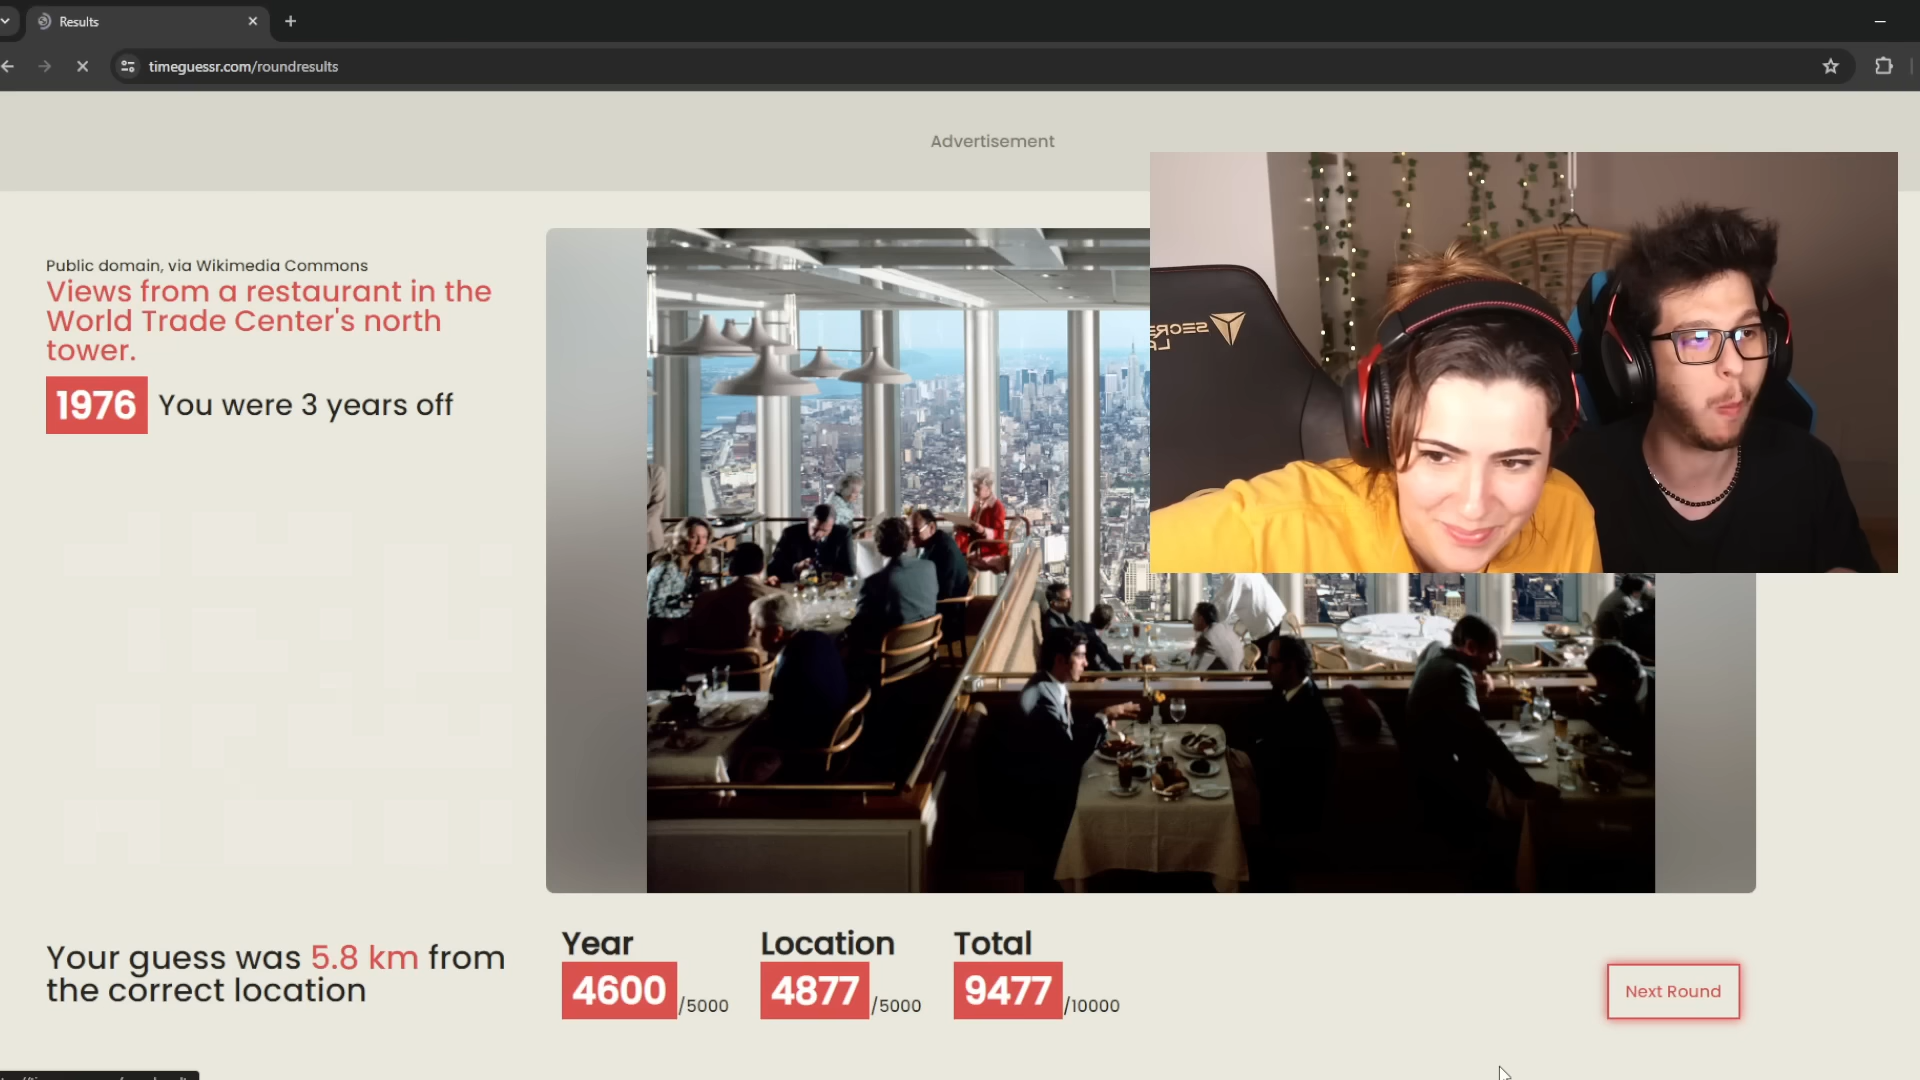 Results
timeguessr.com/roundresults
Advertisement
Public domain, via Wikimedia Commons
Views from a restaurant in the
World Trade Center's north
tower.
1976 You were 3 years off
Your guess was 5.8 km from
the correct location
Year
4600 /5000
Location
4877 /5000
Total
9477 /10000
Next Round